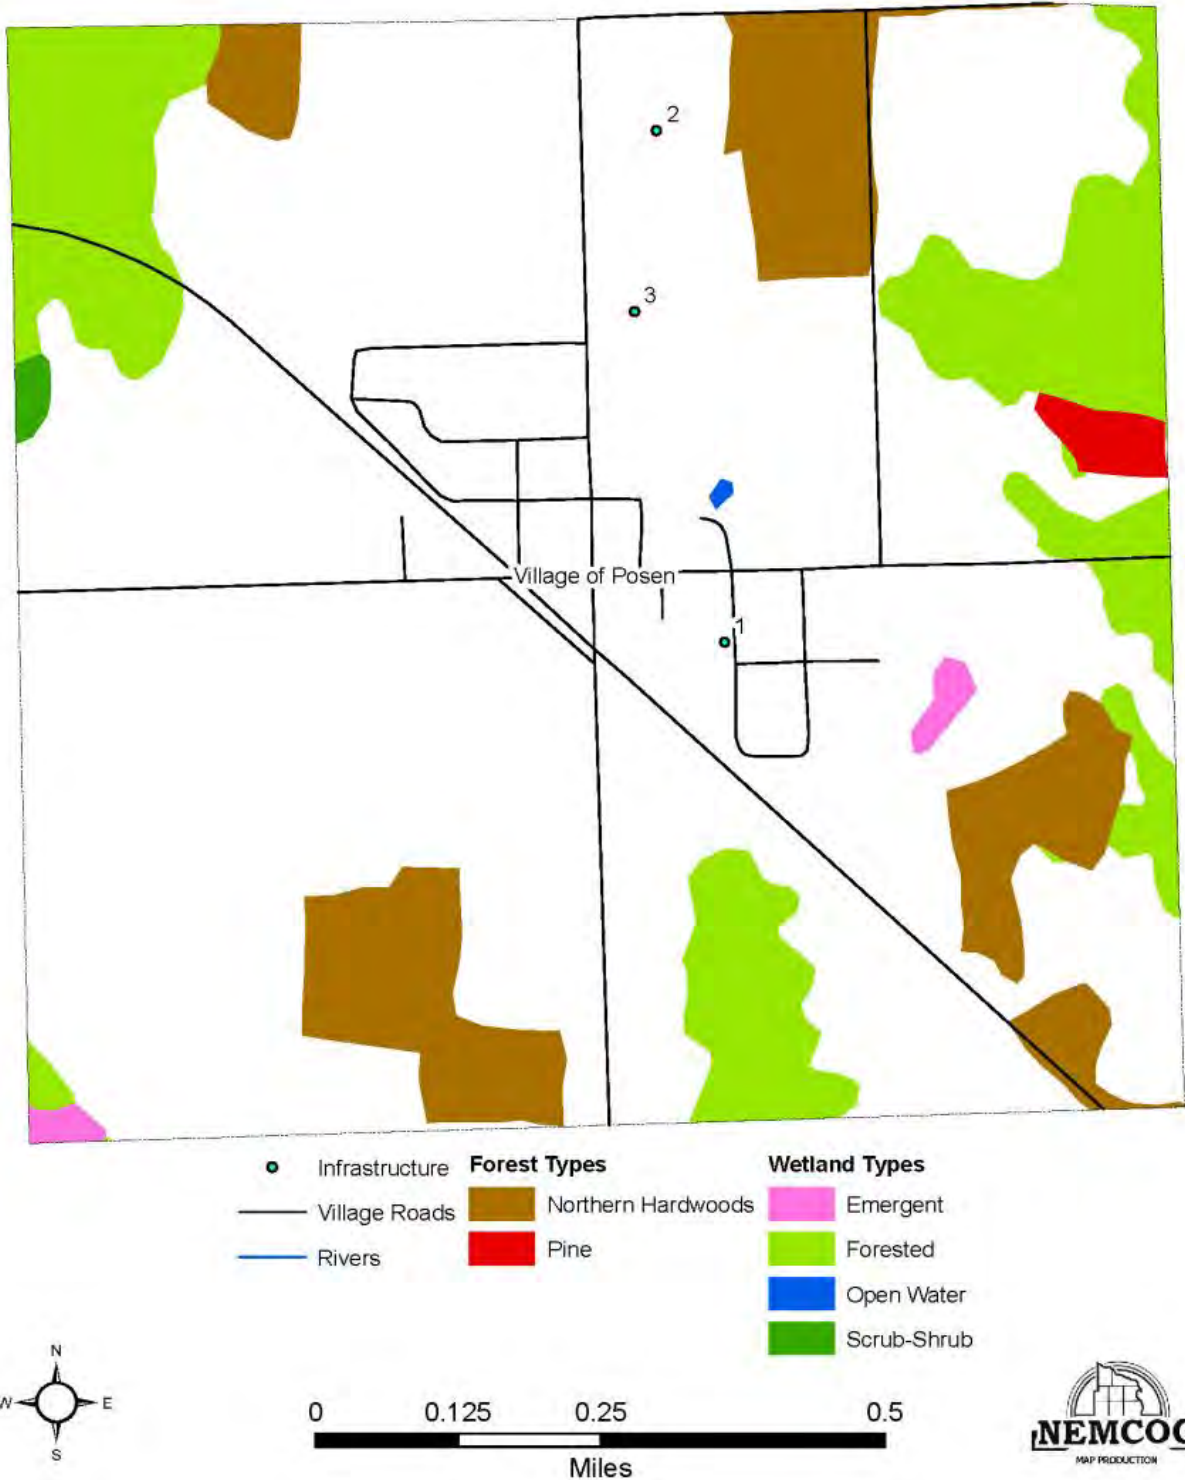 2
3
Village of Posen
1
Infrastructure
Village Roads
Rivers
Forest Types
Northern Hardwoods
Pine
Wetland Types
Emergent
Forested
Open Water
Scrub-Shrub
N
W
E
S
0 0.125 0.25 0.5
Miles
NEMCOG
MAP PRODUCTION